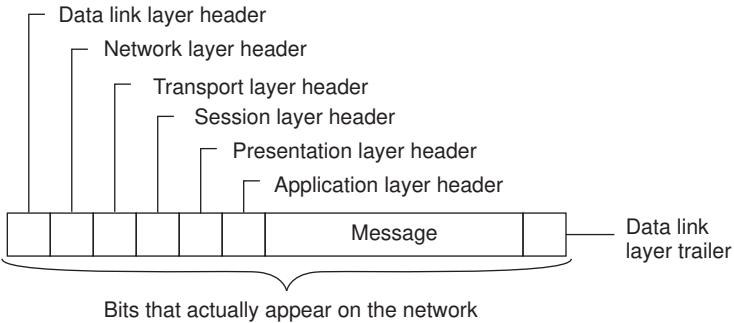 Data link layer header
Network layer header
Transport layer header
Session layer header
Presentation layer header
Application layer header
Message
Data link
layer trailer
Bits that actually appear on the network